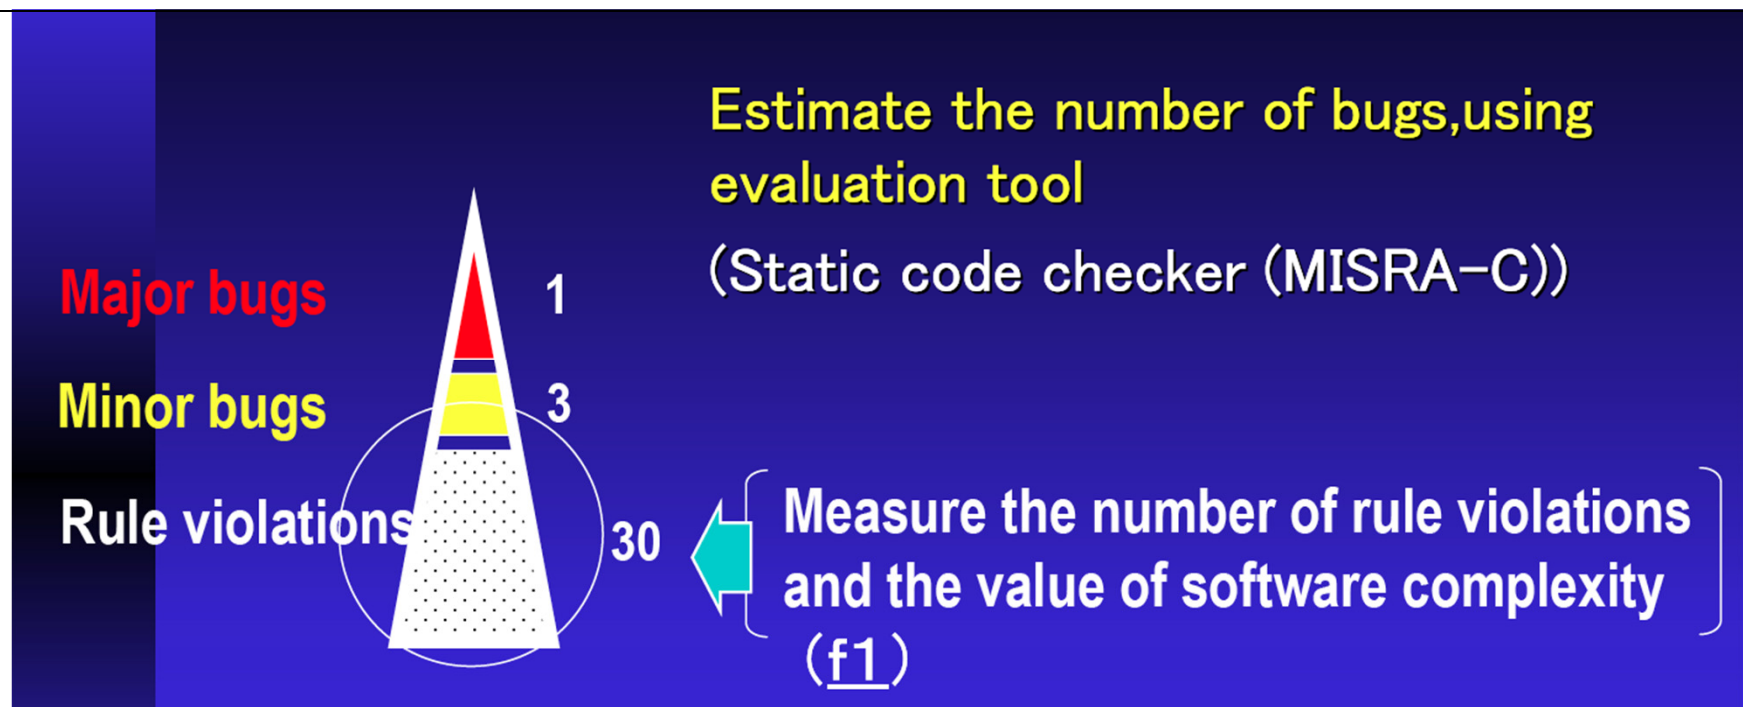 Estimate the number of bugs,using
evaluation tool
(Static code checker (MISRA-C))
Major bugs 1
Minor bugs 3
Rule violations 30
Measure the number of rule violations
and the value of software complexity
(f1)